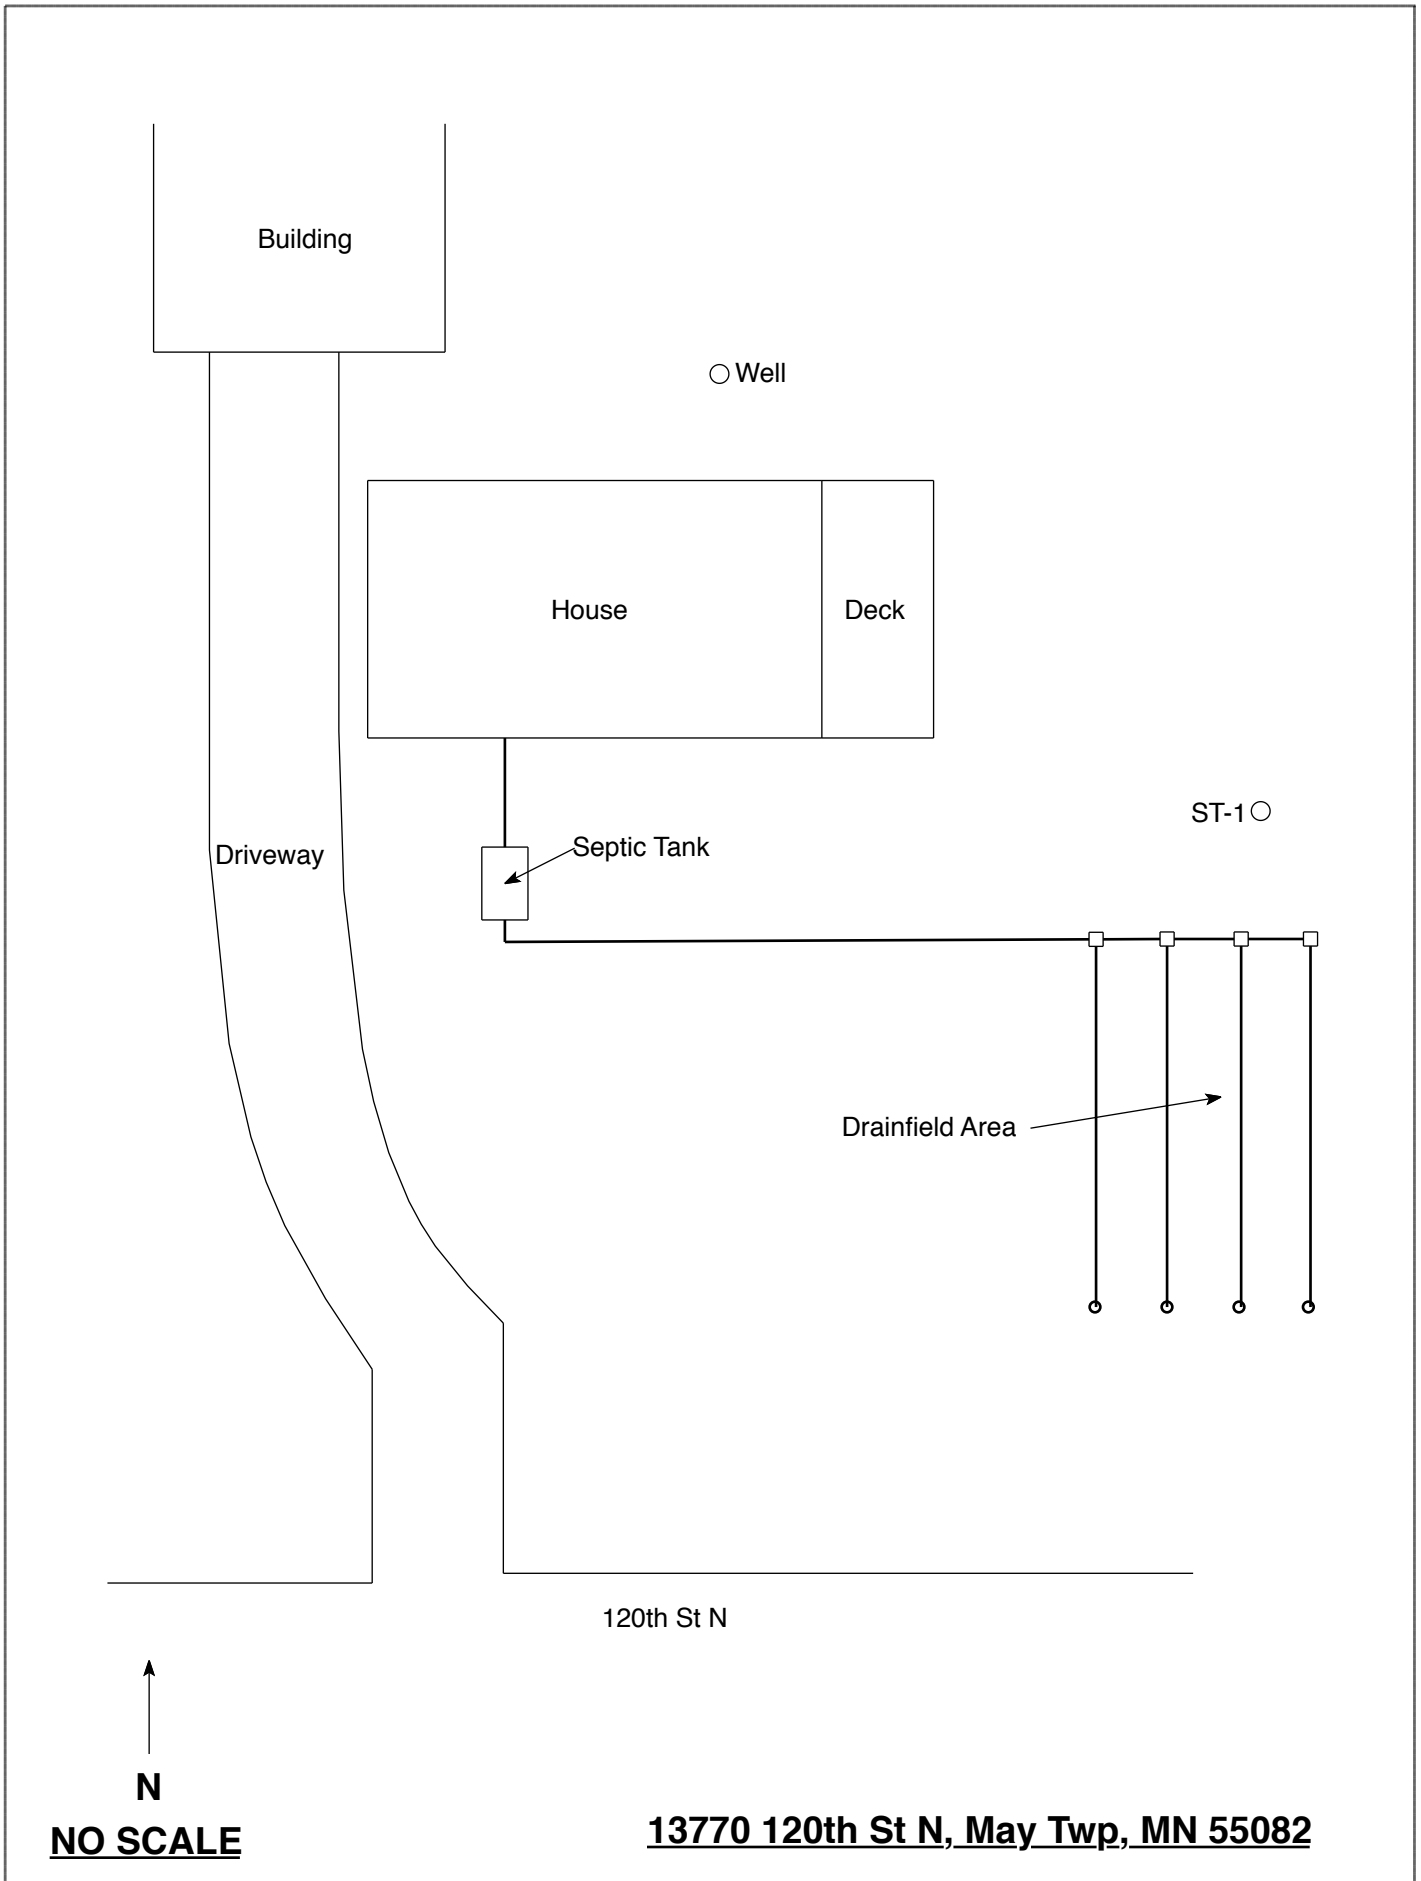 Building
Well
House
Deck
ST-1
Septic Tank
Driveway
Drainfield Area
120th St N
N
NO SCALE
13770 120th St N, May Twp, MN 55082